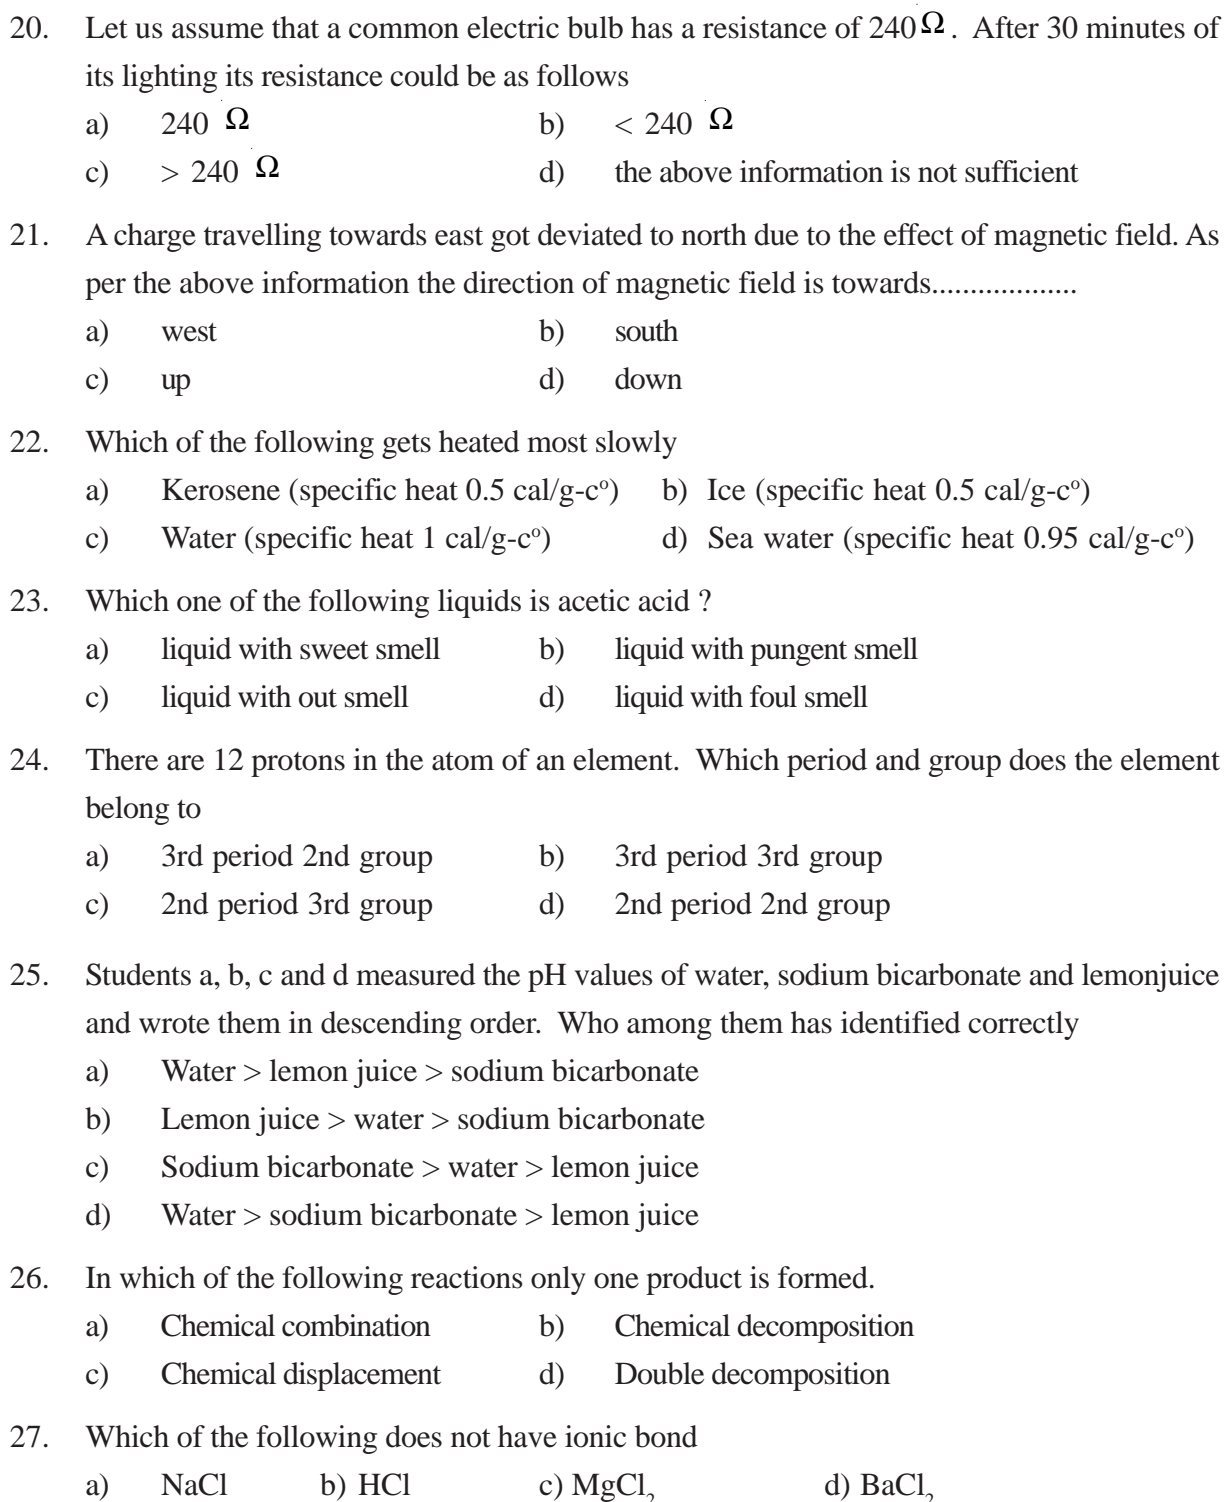 20. Let us assume that a common electric bulb has a resistance of 240 Ω. After 30 minutes of
its lighting its resistance could be as follows
a) 240 Ω b) < 240 Ω
c) > 240 Ω d) the above information is not sufficient
21. A charge travelling towards east got deviated to north due to the effect of magnetic field. As
per the above information the direction of magnetic field is towards...................
a) west b) south
c) up d) down
22. Which of the following gets heated most slowly
a) Kerosene (specific heat 0.5 cal/g-cº) b) Ice (specific heat 0.5 cal/g-cº)
c) Water (specific heat 1 cal/g-cº) d) Sea water (specific heat 0.95 cal/g-cº)
23. Which one of the following liquids is acetic acid ?
a) liquid with sweet smell b) liquid with pungent smell
c) liquid with out smell d) liquid with foul smell
24. There are 12 protons in the atom of an element. Which period and group does the element
belong to
a) 3rd period 2nd group b) 3rd period 3rd group
c) 2nd period 3rd group d) 2nd period 2nd group
25. Students a, b, c and d measured the pH values of water, sodium bicarbonate and lemonjuice
and wrote them in descending order. Who among them has identified correctly
a) Water > lemon juice > sodium bicarbonate
b) Lemon juice > water > sodium bicarbonate
c) Sodium bicarbonate > water > lemon juice
d) Water > sodium bicarbonate > lemon juice
26. In which of the following reactions only one product is formed.
a) Chemical combination b) Chemical decomposition
c) Chemical displacement d) Double decomposition
27. Which of the following does not have ionic bond
a) NaCl b) HCl c) MgCl₂ d) BaCl₂